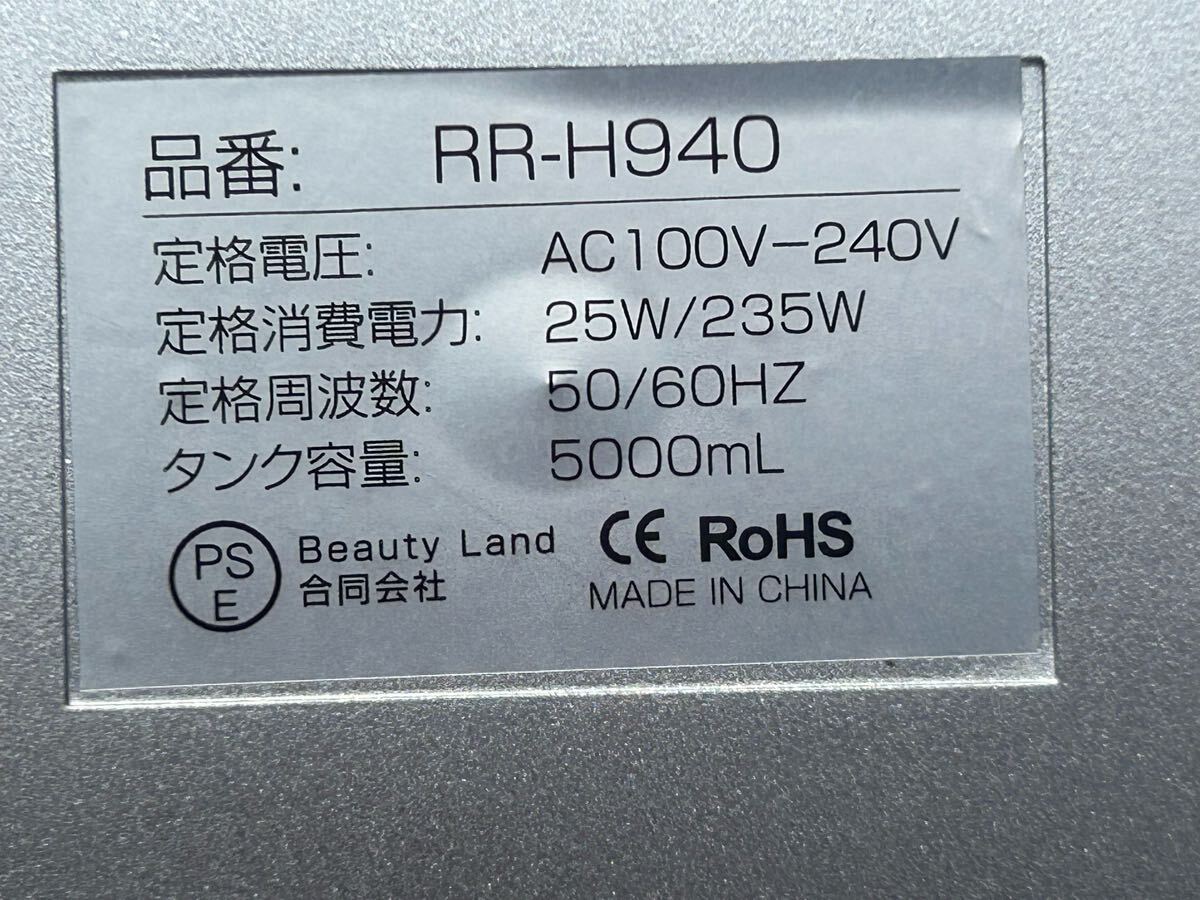 品番: RR-H940
定格電圧: AC100V-240V
定格消費電力: 25W/235W
定格周波数: 50/60HZ
タンク容量: 5000mL
PS
E
Beauty Land
合同会社
CE RoHS
MADE IN CHINA